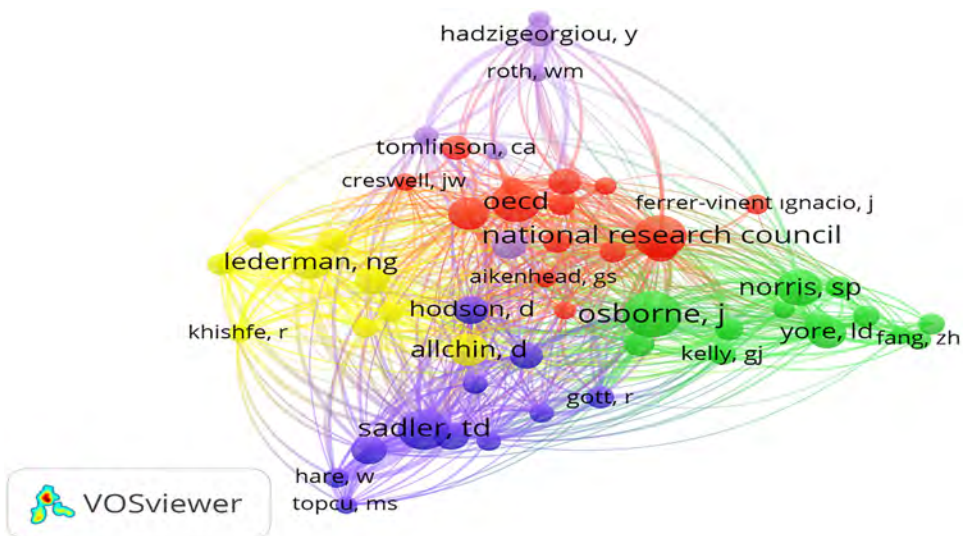 hadzigeorgiou, y
roth, wm
tomlinson, ca
creswell, jw
oecd
ferrer-vinent ıgnacio, j
national research council
lederman, ng
aikenhead, gs
norris, sp
hodson, d
osborne, j
khishfe, r
yore, ld
fang, zh
allchin, d
kelly, gj
gott, r
sadler, td
hare, w
topcu, ms
VOSviewer